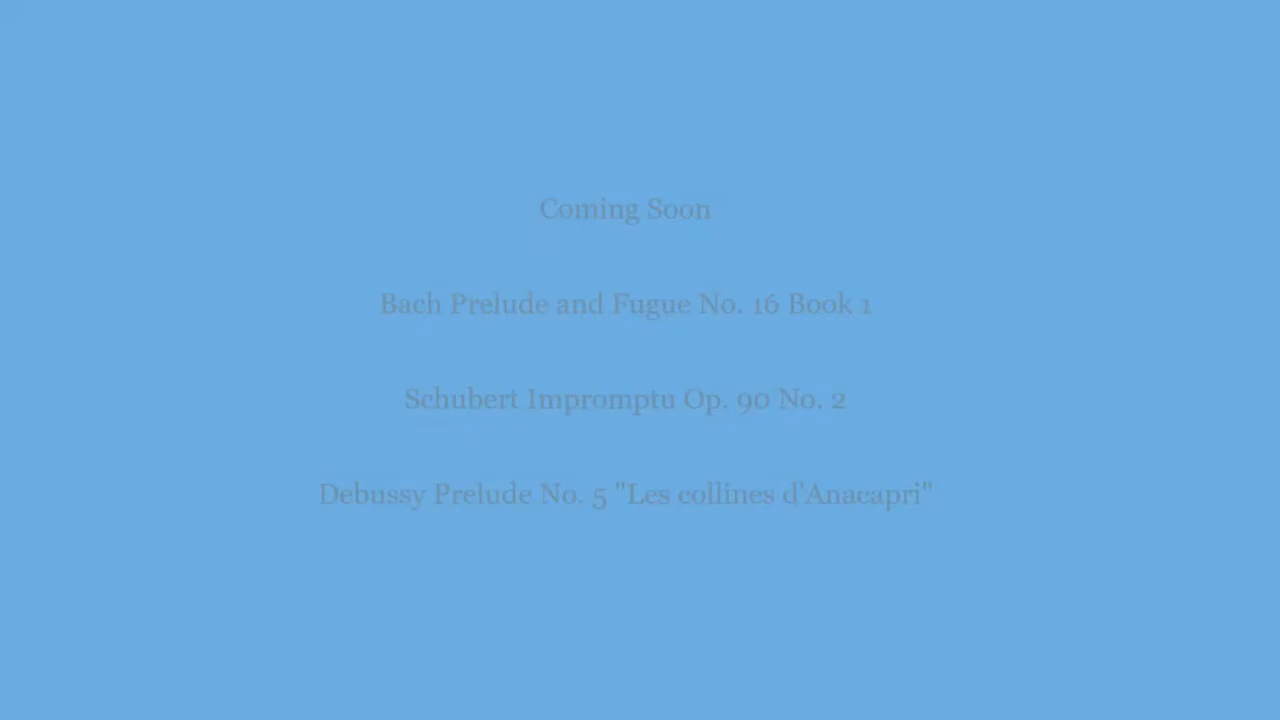 Coming Soon
Bach Prelude and Fugue No. 16 Book 1
Schubert Impromptu Op. 90 No. 2
Debussy Prelude No. 5 "Les collines d'Anacapri"